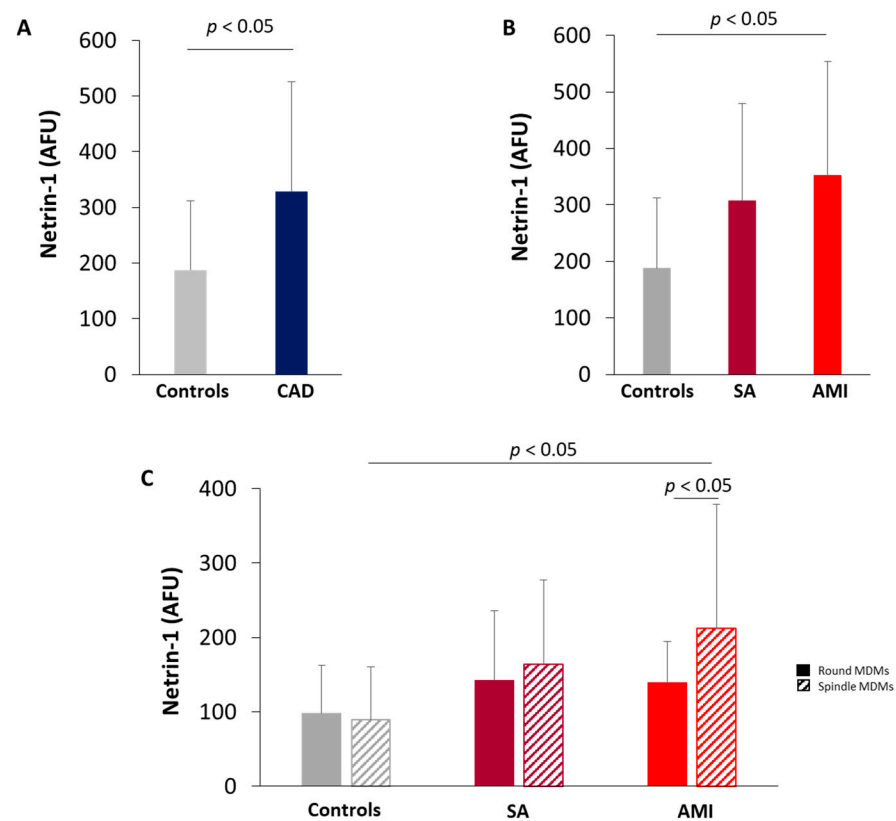 A
p < 0.05
Netrin-1 (AFU)
600
500
400
300
200
100
0
Controls CAD
B
p < 0.05
Netrin-1 (AFU)
600
500
400
300
200
100
0
Controls SA AMI
C
p < 0.05
p < 0.05
Netrin-1 (AFU)
400
300
200
100
0
Controls SA AMI
Round MDMs
Spindle MDMs